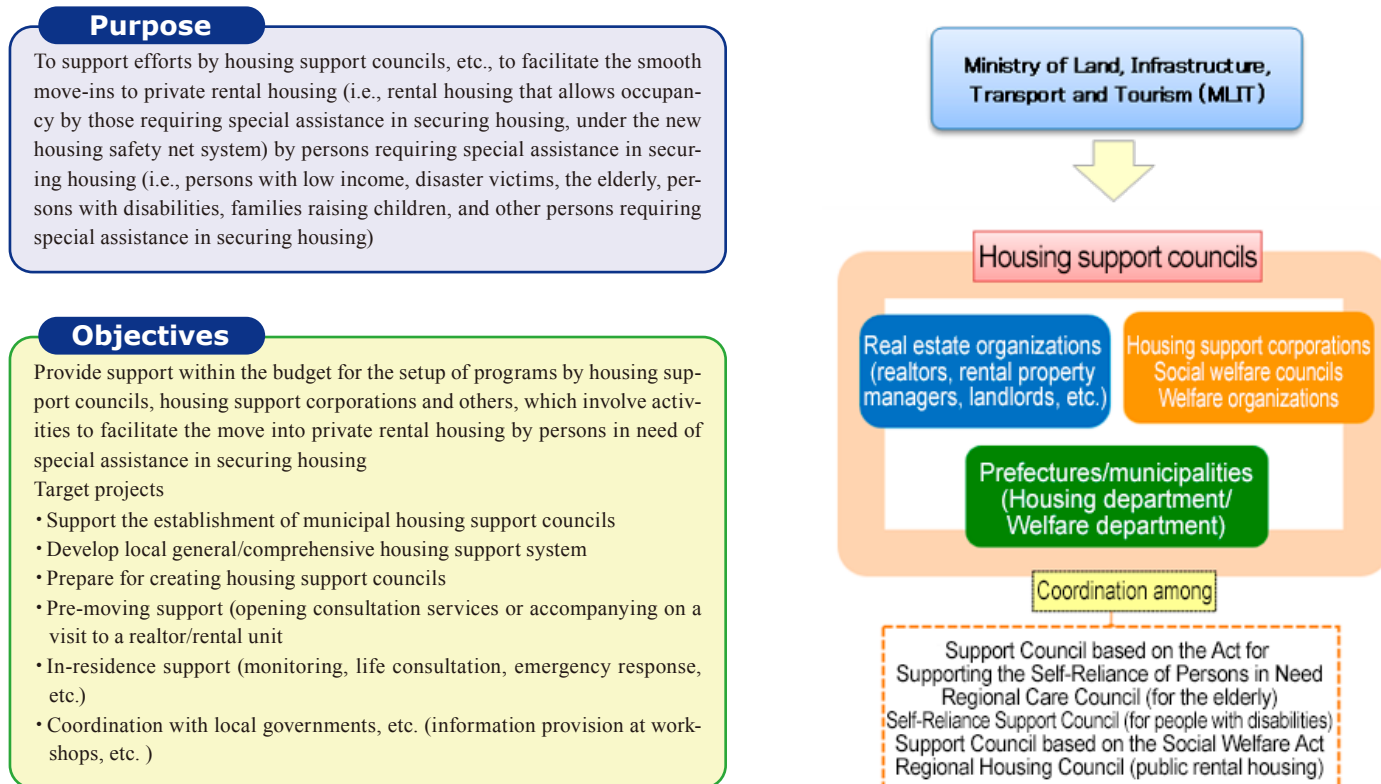 Purpose
To support efforts by housing support councils, etc., to facilitate the smooth
move-ins to private rental housing (i.e., rental housing that allows occupan-
cy by those requiring special assistance in securing housing, under the new
housing safety net system) by persons requiring special assistance in secur-
ing housing (i.e., persons with low income, disaster victims, the elderly, per-
sons with disabilities, families raising children, and other persons requiring
special assistance in securing housing)
Objectives
Provide support within the budget for the setup of programs by housing sup-
port councils, housing support corporations and others, which involve activ-
ities to facilitate the move into private rental housing by persons in need of
special assistance in securing housing
Target projects
・Support the establishment of municipal housing support councils
・Develop local general/comprehensive housing support system
・Prepare for creating housing support councils
・Pre-moving support (opening consultation services or accompanying on a
visit to a realtor/rental unit
・In-residence support (monitoring, life consultation, emergency response,
etc.)
・Coordination with local governments, etc. (information provision at work-
shops, etc. )
Ministry of Land, Infrastructure,
Transport and Tourism (MLIT)
Housing support councils
Real estate organizations
(realtors, rental property
managers, landlords, etc.)
Housing support corporations
Social welfare councils
Welfare organizations
Prefectures/municipalities
(Housing department/
Welfare department)
Coordination among
Support Council based on the Act for
Supporting the Self-Reliance of Persons in Need
Regional Care Council (for the elderly)
Self-Reliance Support Council (for people with disabilities)
Support Council based on the Social Welfare Act
Regional Housing Council (public rental housing)